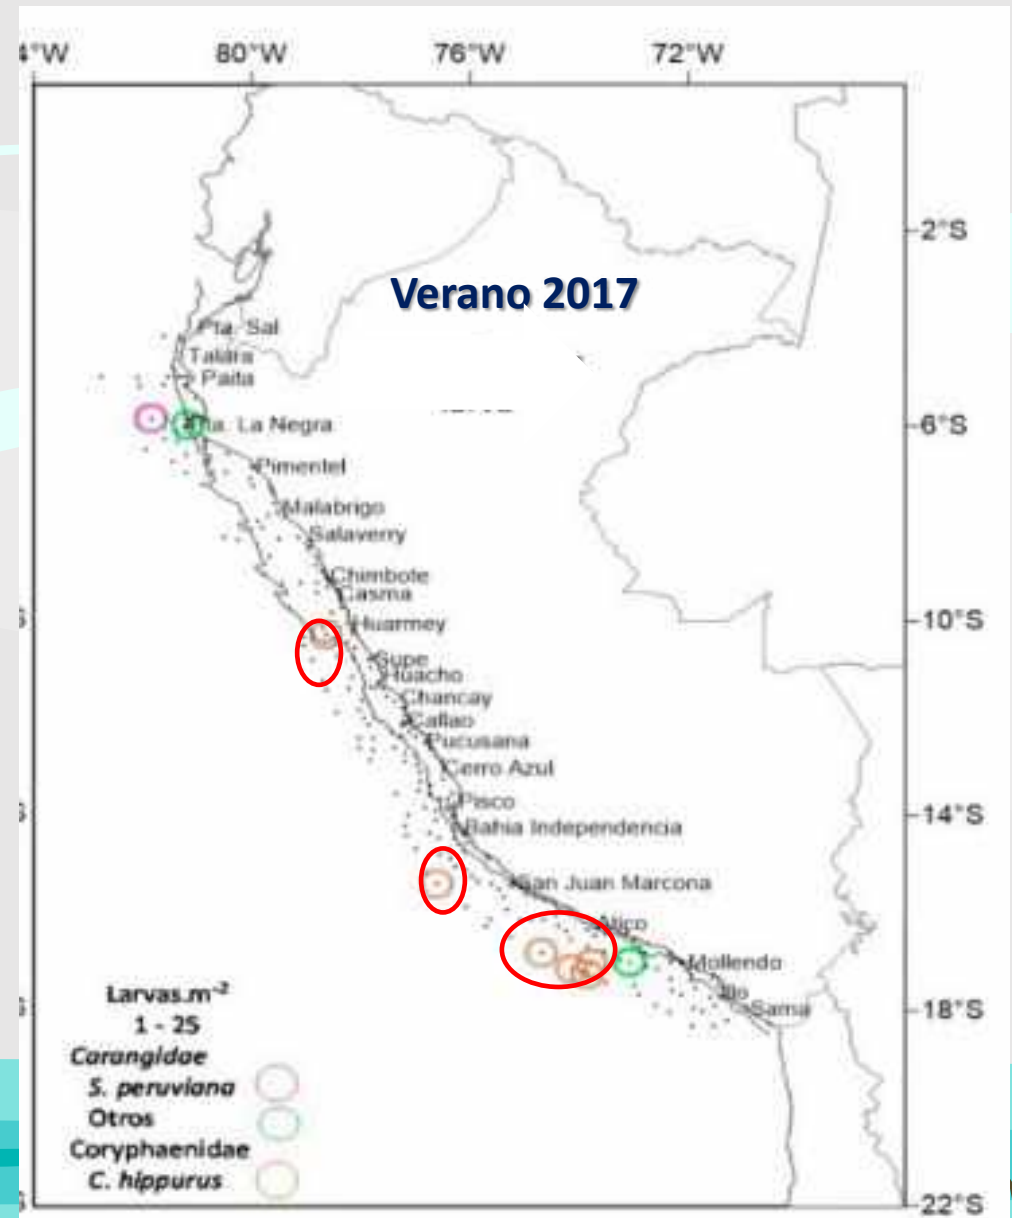 4°W 80°W 76°W 72°W
2°S
Verano 2017
Pta. Sal
Talara
Paita
Pta. La Negra
6°S
Pimentel
Malabrigo
Salaverry
Chimbote
Casma
Huarmey
10°S
Supe
Huacho
Chancay
Callao
Pucusana
Cerro Azul
Pisco
14°S
Bahia Independencia
San Juan Marcona
Atico
Mollendo
Ilo
Sama
18°S
Larvas.m-2
1 - 25
Carangidae
S. peruviana
Otros
Coryphaenidae
C. hippurus
22°S